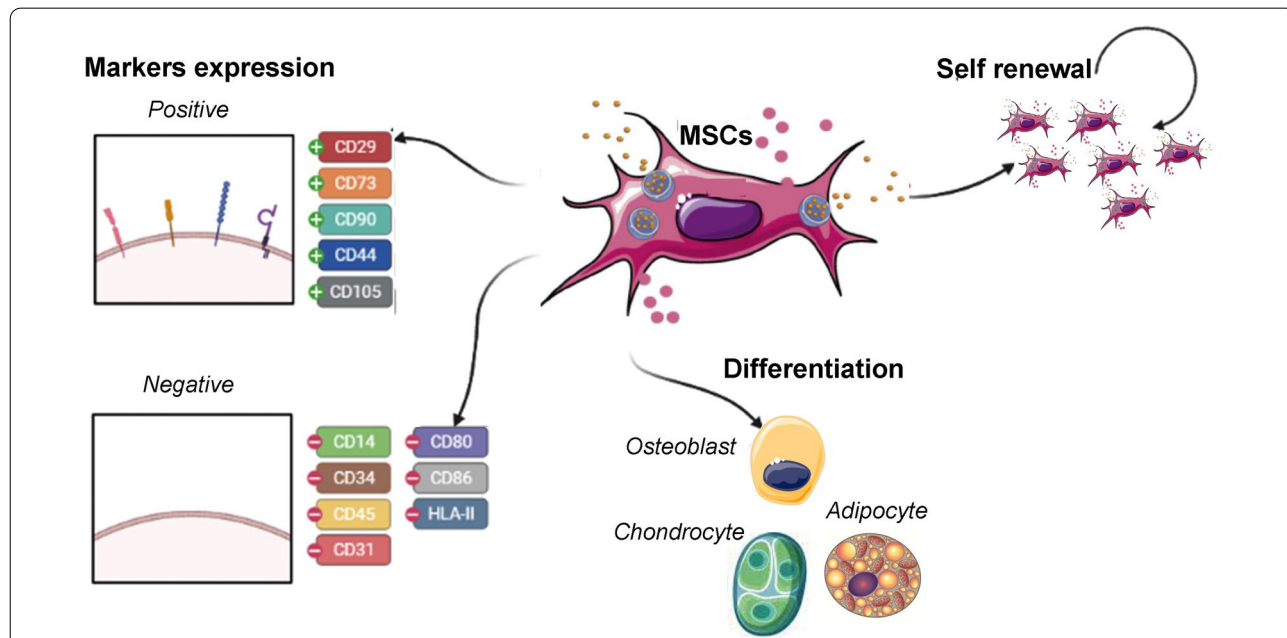 Markers expression
Positive
CD29
CD73
CD90
CD44
CD105
Negative
CD14
CD34
CD45
CD31
CD80
CD86
HLA-II
MSCs
Self renewal
Differentiation
Osteoblast
Chondrocyte
Adipocyte